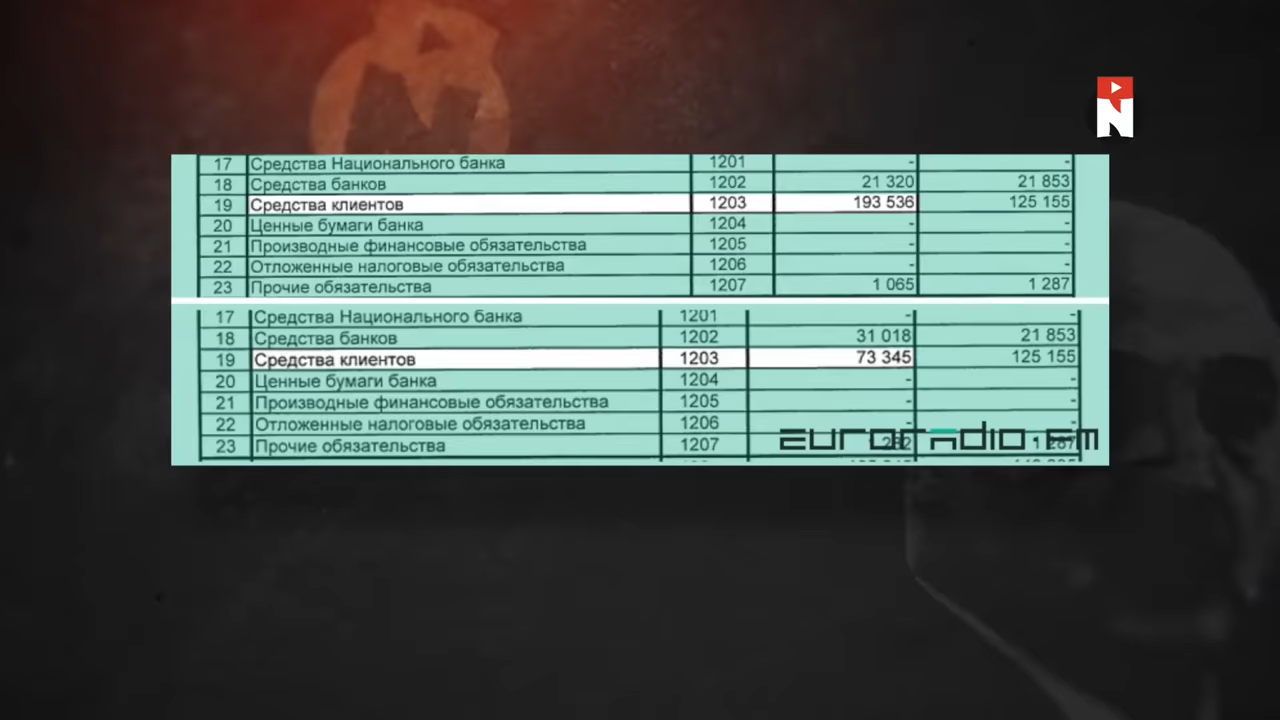 N
17 Средства Национального банка 1201 - -
18 Средства банков 1202 21 320 21 853
19 Средства клиентов 1203 193 536 125 155
20 Ценные бумаги банка 1204 - -
21 Производные финансовые обязательства 1205 - -
22 Отложенные налоговые обязательства 1206 - -
23 Прочие обязательства 1207 1 065 1 287
17 Средства Национального банка 1201 - -
18 Средства банков 1202 31 018 21 853
19 Средства клиентов 1203 73 345 125 155
20 Ценные бумаги банка 1204 - -
21 Производные финансовые обязательства 1205 - -
22 Отложенные налоговые обязательства 1206 - -
euroradio.fm
23 Прочие обязательства 1207 1 287